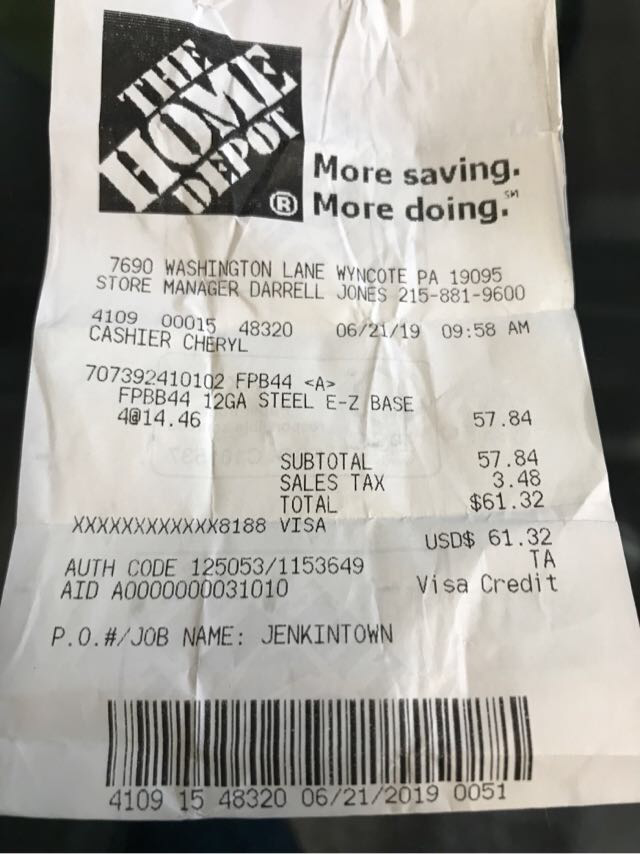 THE
HOME
DEPOT
®
More saving.
More doing.℠
7690 WASHINGTON LANE WYNCOTE PA 19095
STORE MANAGER DARRELL JONES 215-881-9600
4109 00015 48320 06/21/19 09:58 AM
CASHIER CHERYL
707392410102 FPB44 <A>
FPBB44 12GA STEEL E-Z BASE
4@14.46 57.84
SUBTOTAL 57.84
SALES TAX 3.48
TOTAL $61.32
XXXXXXXXXXXX8188 VISA
USD$ 61.32
AUTH CODE 125053/1153649 TA
AID A0000000031010 Visa Credit
P.O.#/JOB NAME: JENKINTOWN
4109 15 48320 06/21/2019 0051